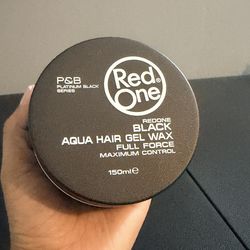 P&B
PLATINUM BLACK
SERIES
Red®
One
REDONE
BLACK
AQUA HAIR GEL WAX
FULL FORCE
MAXIMUM CONTROL
150ml e